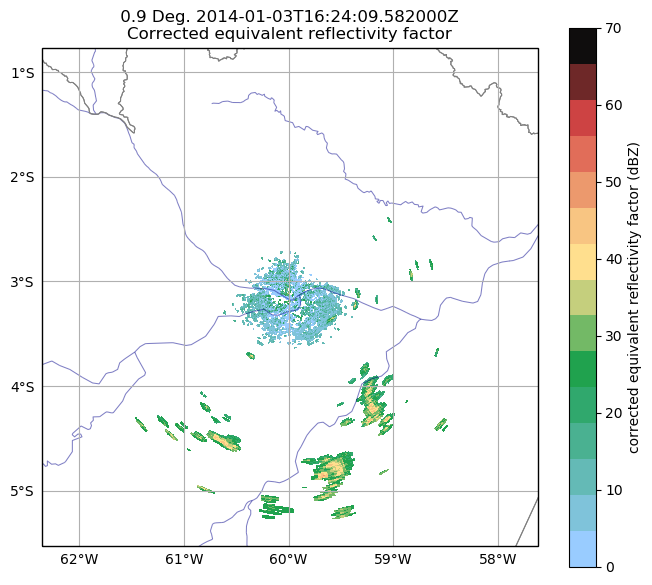 0.9 Deg. 2014-01-03T16:24:09.582000Z
Corrected equivalent reflectivity factor
1°S
2°S
3°S
4°S
5°S
62°W
61°W
60°W
59°W
58°W
70
60
50
40
30
20
10
0
corrected equivalent reflectivity factor (dBZ)